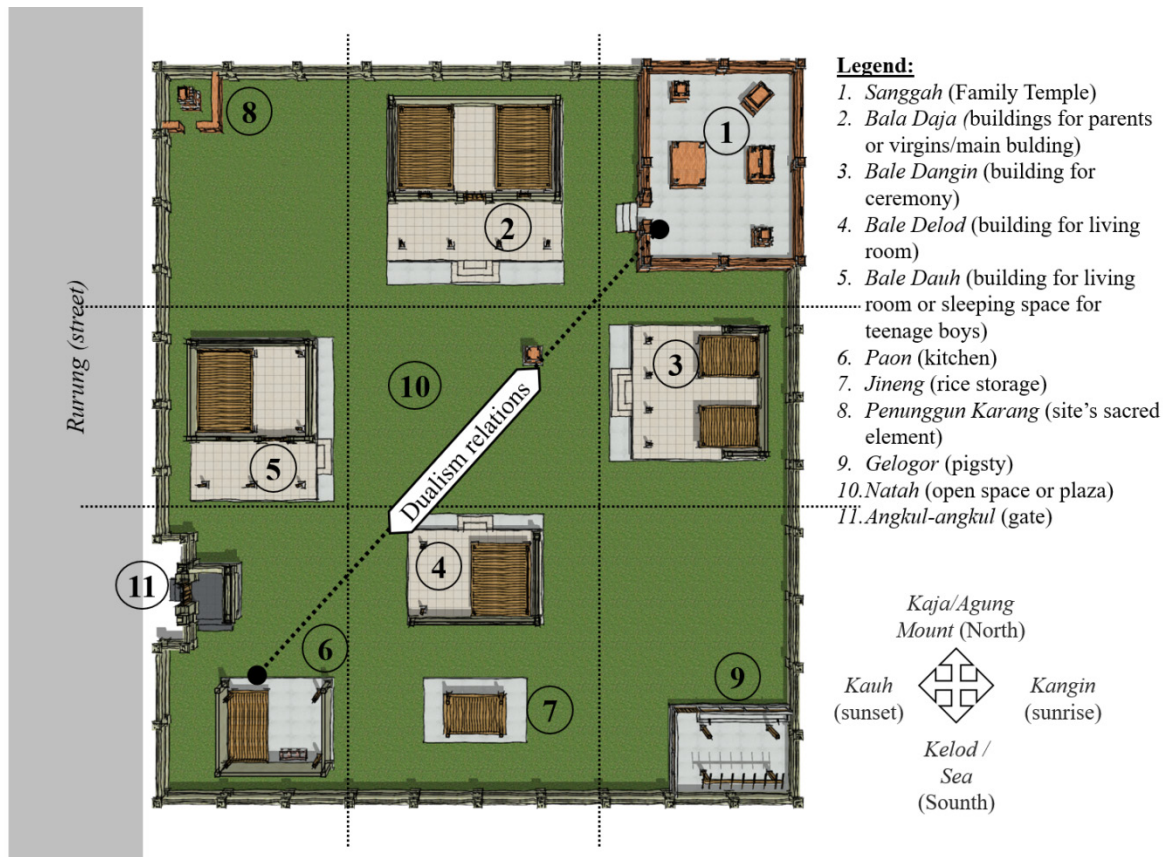 Legend:
1. Sanggah (Family Temple)
2. Bala Daja (buildings for parents
or virgins/main bulding)
3. Bale Dangin (building for
ceremony)
4. Bale Delod (building for living
room)
5. Bale Dauh (building for living
room or sleeping space for
teenage boys)
6. Paon (kitchen)
7. Jineng (rice storage)
8. Penunggun Karang (site's sacred
element)
9. Gelogor (pigsty)
10. Natah (open space or plaza)
11. Angkul-angkul (gate)
Rurung (street)
8
1
2
3
10
5
Dualism relations
4
11
6
7
9
Kaja/Agung
Mount (North)
Kauh
(sunset)
Kangin
(sunrise)
Kelod /
Sea
(Sounth)